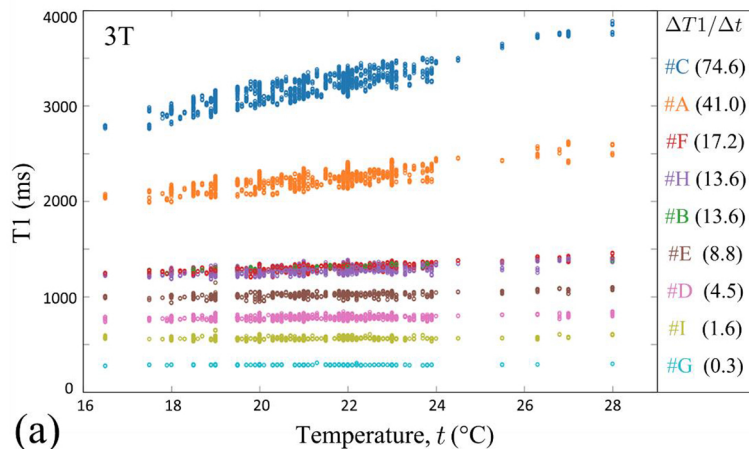 4000
3T
ΔT1/Δt
#C (74.6)
3000
#A (41.0)
#F (17.2)
T1 (ms)
2000
#H (13.6)
#B (13.6)
1000
#E (8.8)
#D (4.5)
#I (1.6)
0
#G (0.3)
16 18 20 22 24 26 28
(a)
Temperature, t (°C)